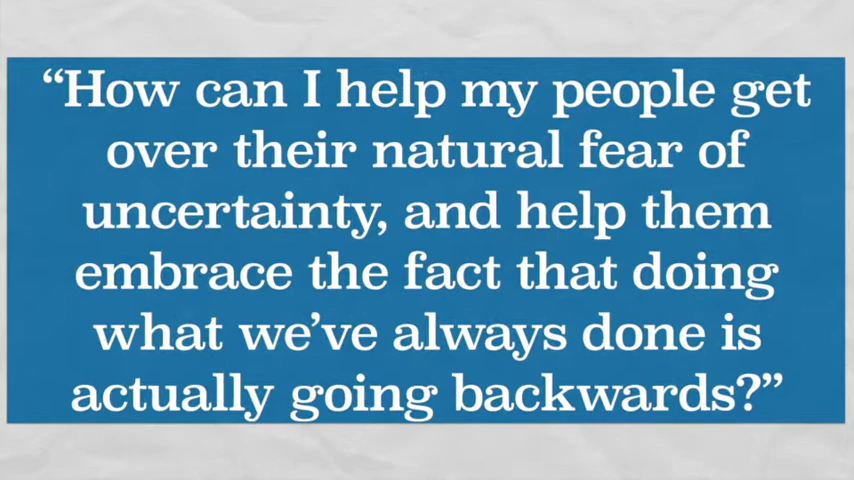 “How can I help my people get
over their natural fear of
uncertainty, and help them
embrace the fact that doing
what we’ve always done is
actually going backwards?”